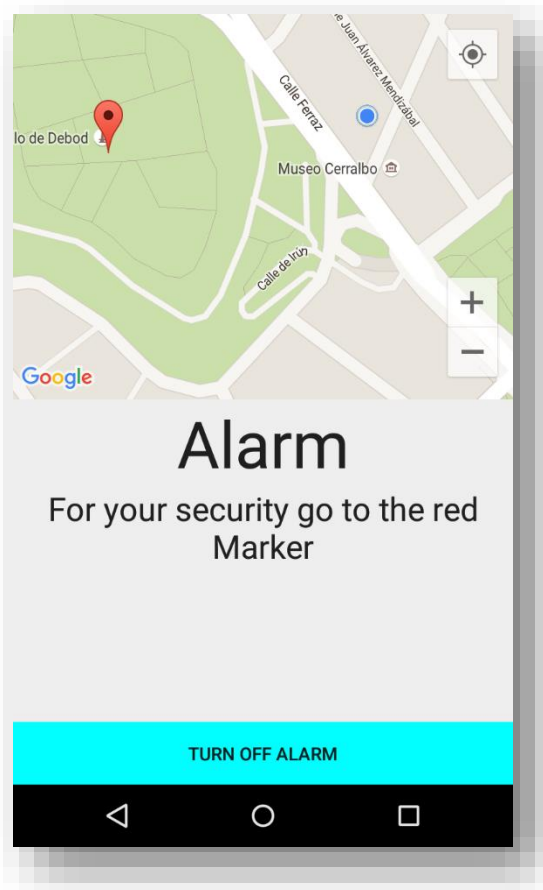 e Juan Álvarez Mendizábal
Calle Ferraz
lo de Debod
Museo Cerralbo
Calle de Irún
+
−
Google
Alarm
For your security go to the red
Marker
TURN OFF ALARM